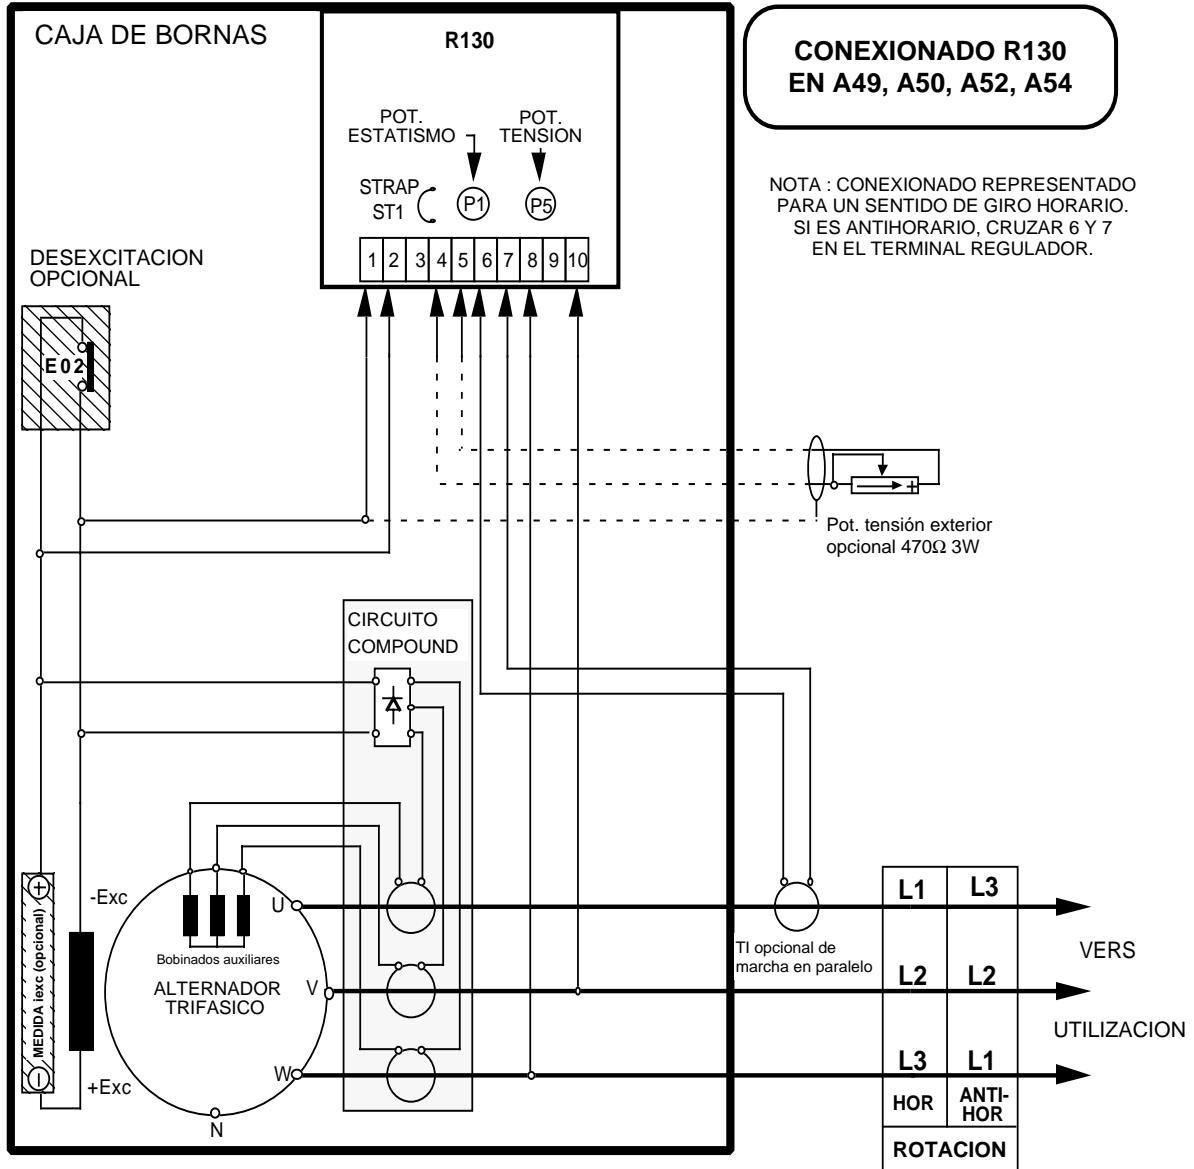 CAJA DE BORNAS
R130
CONEXIONADO R130
EN A49, A50, A52, A54
POT.
ESTATISMO
POT.
TENSION
STRAP
ST1
P1
P5
NOTA : CONEXIONADO REPRESENTADO
PARA UN SENTIDO DE GIRO HORARIO.
SI ES ANTIHORARIO, CRUZAR 6 Y 7
EN EL TERMINAL REGULADOR.
1 2 3 4 5 6 7 8 9 10
DESEXCITACION
OPCIONAL
E02
+
Pot. tensión exterior
opcional 470Ω 3W
CIRCUITO
COMPOUND
+
-Exc
MEDIDA iexc (opcional)
−
+Exc
Bobinados auxiliares
ALTERNADOR
TRIFASICO
U
V
W
N
TI opcional de
marcha en paralelo
L1 L3
L2 L2
L3 L1
HOR
ANTI-
HOR
ROTACION
VERS
UTILIZACION